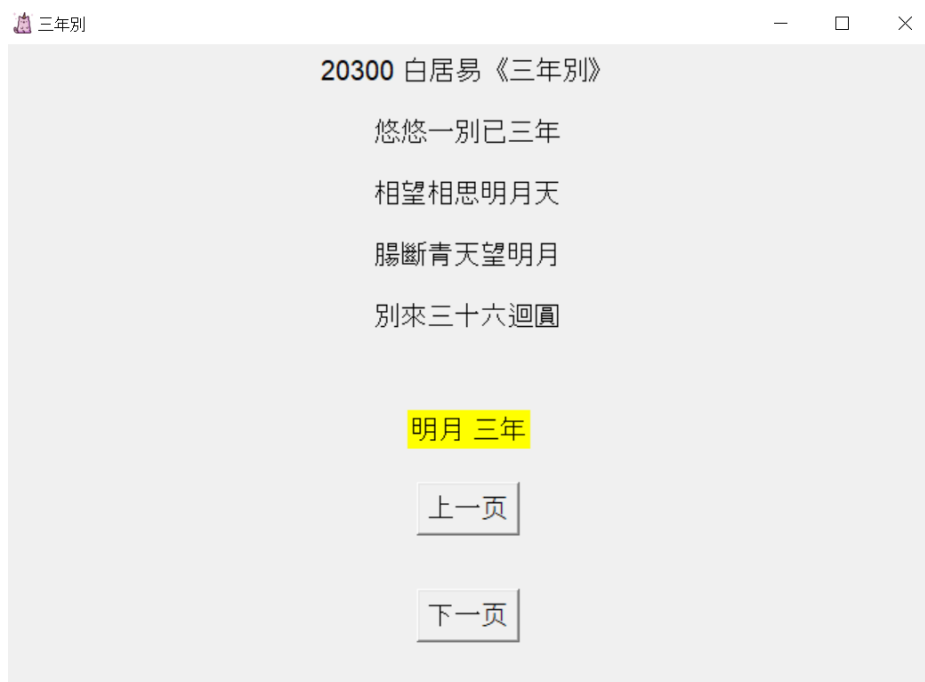 三年別
20300 白居易《三年別》
悠悠一別已三年
相望相思明月天
腸斷青天望明月
別來三十六迴圓
明月 三年
上一页
下一页